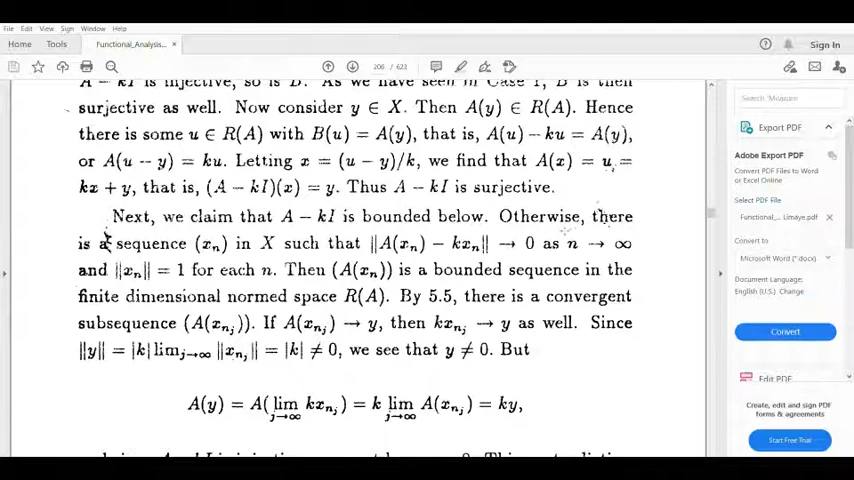 File Edit View Sign Window Help
Home Tools Functional_Analysis... × Sign In
206 / 623
A − kI is injective, so is B. As we have seen in Case 1, B is then
surjective as well. Now consider y ∈ X. Then A(y) ∈ R(A). Hence
there is some u ∈ R(A) with B(u) = A(y), that is, A(u) − ku = A(y),
or A(u − y) = ku. Letting x = (u − y)/k, we find that A(x) = u =
kx + y, that is, (A − kI)(x) = y. Thus A − kI is surjective.
Next, we claim that A − kI is bounded below. Otherwise, there
is a sequence (xₙ) in X such that ‖A(xₙ) − kxₙ‖ → 0 as n → ∞
and ‖xₙ‖ = 1 for each n. Then (A(xₙ)) is a bounded sequence in the
finite dimensional normed space R(A). By 5.5, there is a convergent
subsequence (A(xₙⱼ)). If A(xₙⱼ) → y, then kxₙⱼ → y as well. Since
‖y‖ = |k| limⱼ→∞ ‖xₙⱼ‖ = |k| ≠ 0, we see that y ≠ 0. But
A(y) = A(lim kxₙⱼ) = k lim A(xₙⱼ) = ky,
j→∞ j→∞
Search 'Measure
Export PDF
Adobe Export PDF
Convert PDF Files to Word
or Excel Online
Select PDF File
Functional_... Limaye.pdf ×
Convert to
Microsoft Word (*.docx)
Document Language:
English (U.S.) Change
Convert
Edit PDF
Create, edit and sign PDF
forms & agreements
Start Free Trial